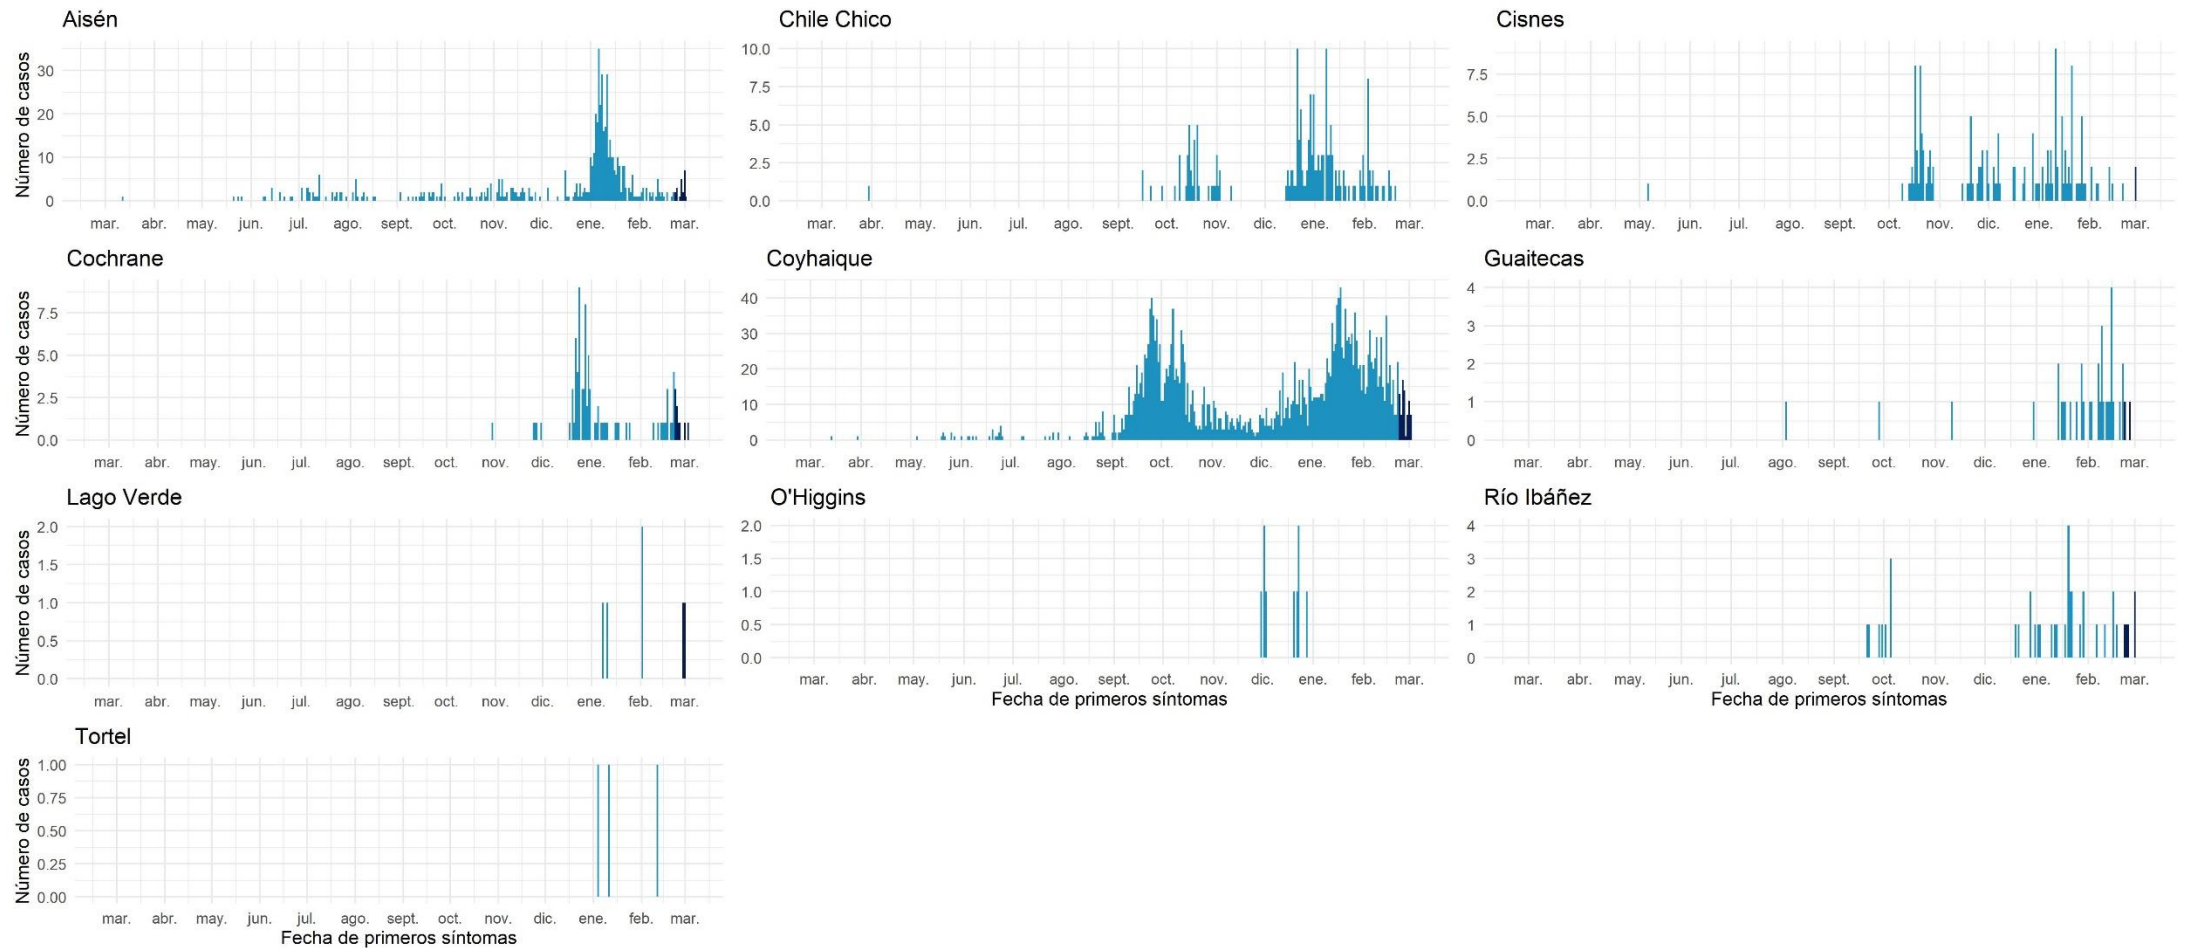 Aisén
Número de casos
30
20
10
0
mar. abr. may. jun. jul. ago. sept. oct. nov. dic. ene. feb. mar.
Chile Chico
10.0
7.5
5.0
2.5
0.0
mar. abr. may. jun. jul. ago. sept. oct. nov. dic. ene. feb. mar.
Cisnes
7.5
5.0
2.5
0.0
mar. abr. may. jun. jul. ago. sept. oct. nov. dic. ene. feb. mar.
Cochrane
Número de casos
7.5
5.0
2.5
0.0
mar. abr. may. jun. jul. ago. sept. oct. nov. dic. ene. feb. mar.
Coyhaique
40
30
20
10
0
mar. abr. may. jun. jul. ago. sept. oct. nov. dic. ene. feb. mar.
Guaitecas
4
3
2
1
0
mar. abr. may. jun. jul. ago. sept. oct. nov. dic. ene. feb. mar.
Lago Verde
Número de casos
2.0
1.5
1.0
0.5
0.0
mar. abr. may. jun. jul. ago. sept. oct. nov. dic. ene. feb. mar.
O'Higgins
2.0
1.5
1.0
0.5
0.0
mar. abr. may. jun. jul. ago. sept. oct. nov. dic. ene. feb. mar.
Fecha de primeros síntomas
Río Ibáñez
4
3
2
1
0
mar. abr. may. jun. jul. ago. sept. oct. nov. dic. ene. feb. mar.
Fecha de primeros síntomas
Tortel
Número de casos
1.00
0.75
0.50
0.25
0.00
mar. abr. may. jun. jul. ago. sept. oct. nov. dic. ene. feb. mar.
Fecha de primeros síntomas